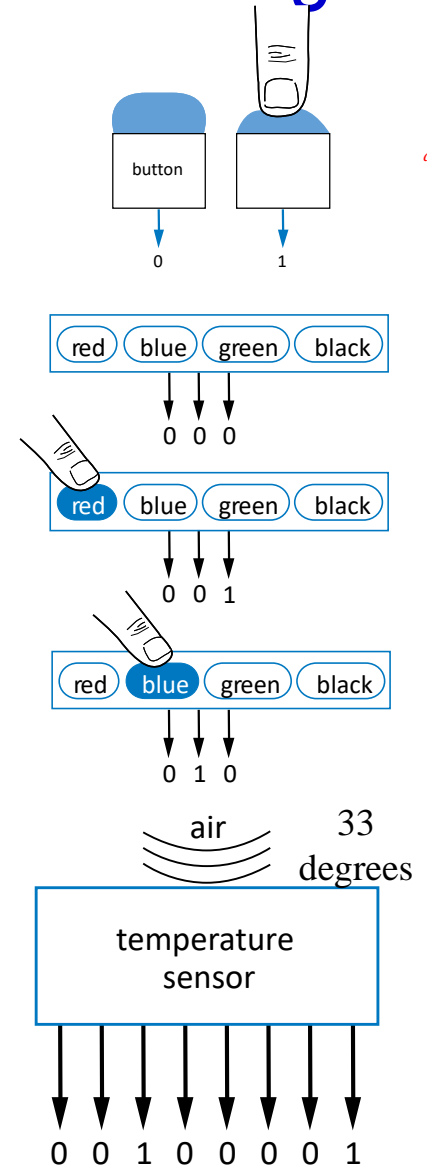 button
0 1
red blue green black
0 0 0
red blue green black
0 0 1
red blue green black
0 1 0
air 33
degrees
temperature
sensor
0 0 1 0 0 0 0 1